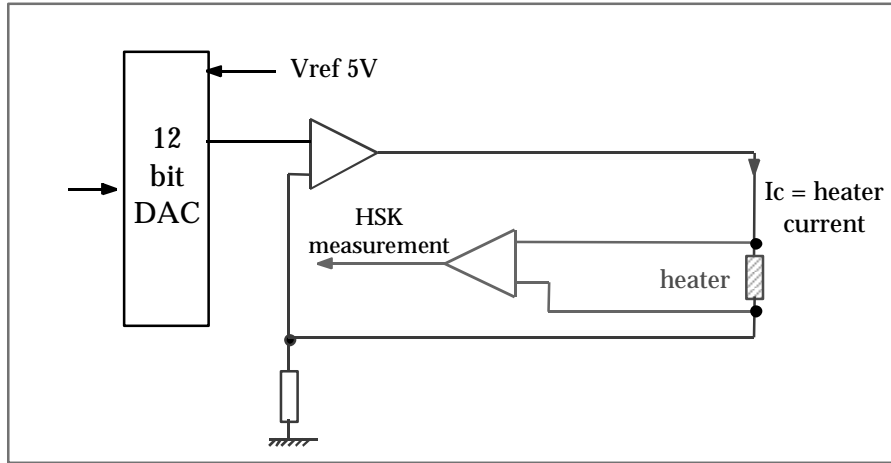 Vref 5V
12
bit
DAC
Ic = heater
current
HSK
measurement
heater